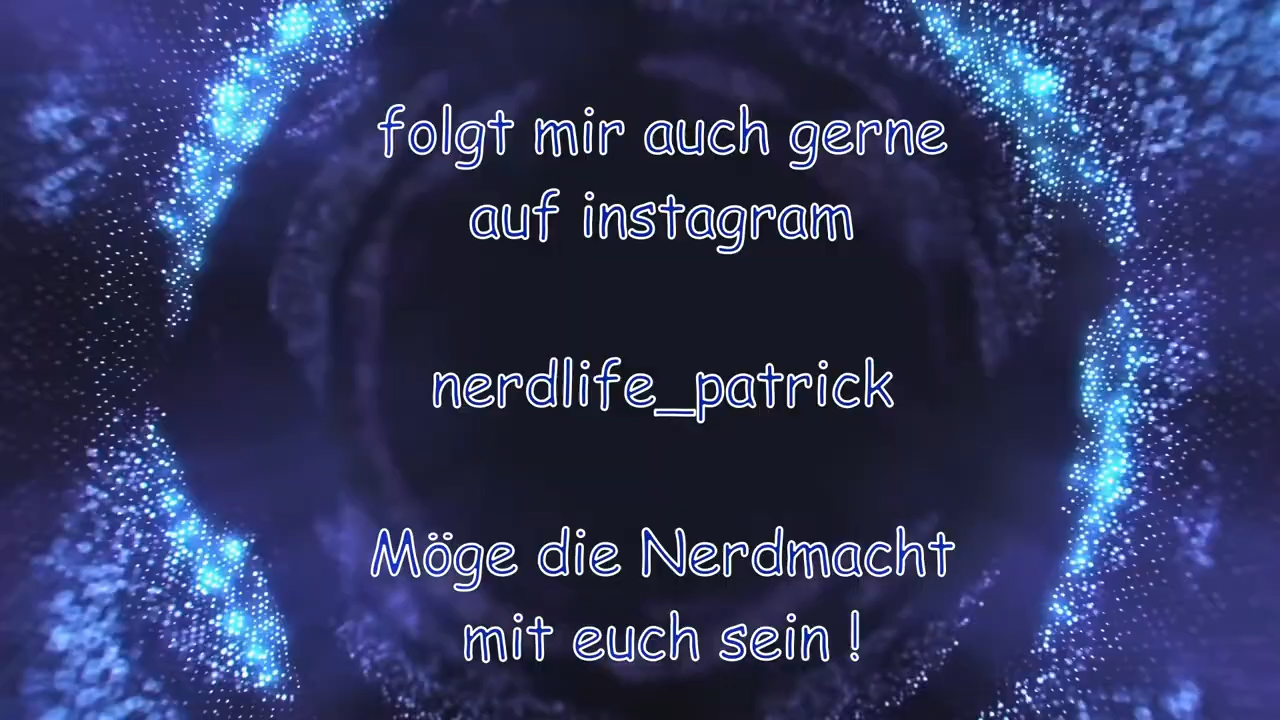 folgt mir auch gerne
auf instagram
nerdlife_patrick
Möge die Nerdmacht
mit euch sein !